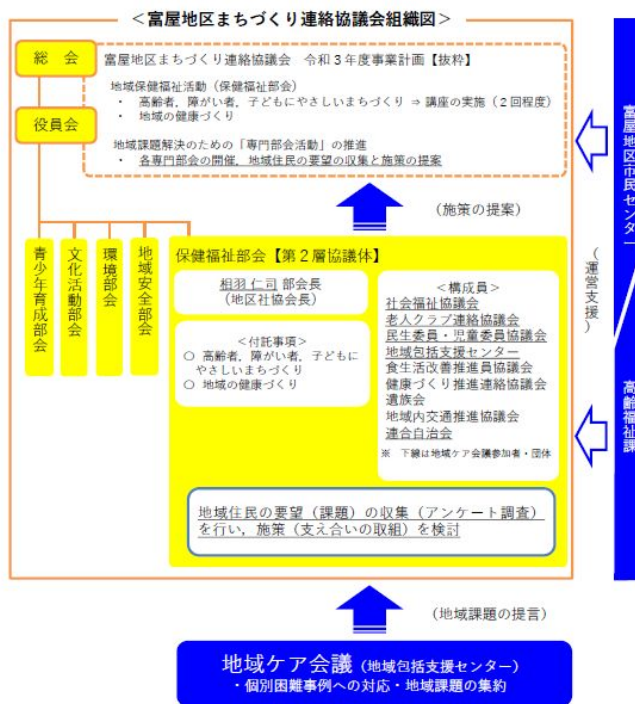 ＜富屋地区まちづくり連絡協議会組織図＞
総　会
富屋地区まちづくり連絡協議会　令和３年度事業計画【抜粋】
地域保健福祉活動（保健福祉部会）
・　高齢者，障がい者，子どもにやさしいまちづくり ⇒ 講座の実施（２回程度）
・　地域の健康づくり
役員会
地域課題解決のための「専門部会活動」の推進
・　各専門部会の開催，地域住民の要望の収集と施策の提案
（施策の提案）
青少年育成部会
文化活動部会
環境部会
地域安全部会
保健福祉部会【第２層協議体】
相羽 仁司 部会長
（地区社協会長）
＜付託事項＞
〇　高齢者，障がい者，子どもに
やさしいまちづくり
〇　地域の健康づくり
＜構成員＞
社会福祉協議会
老人クラブ連絡協議会
民生委員・児童委員協議会
地域包括支援センター
食生活改善推進員協議会
健康づくり推進連絡協議会
遺族会
地域内交通推進協議会
連合自治会
※　下線は地域ケア会議参加者・団体
地域住民の要望（課題）の収集（アンケート調査）
を行い，施策（支え合いの取組）を検討
（運営支援）
富屋地区市民センター
高齢福祉課
（地域課題の提言）
地域ケア会議（地域包括支援センター）
・個別困難事例への対応・地域課題の集約